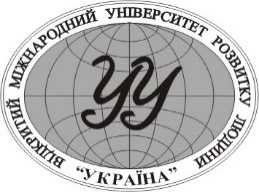 ВІДКРИТИЙ МІЖНАРОДНИЙ УНІВЕРСИТЕТ РОЗВИТКУ ЛЮДИНИ
УУ
“УКРАЇНА”